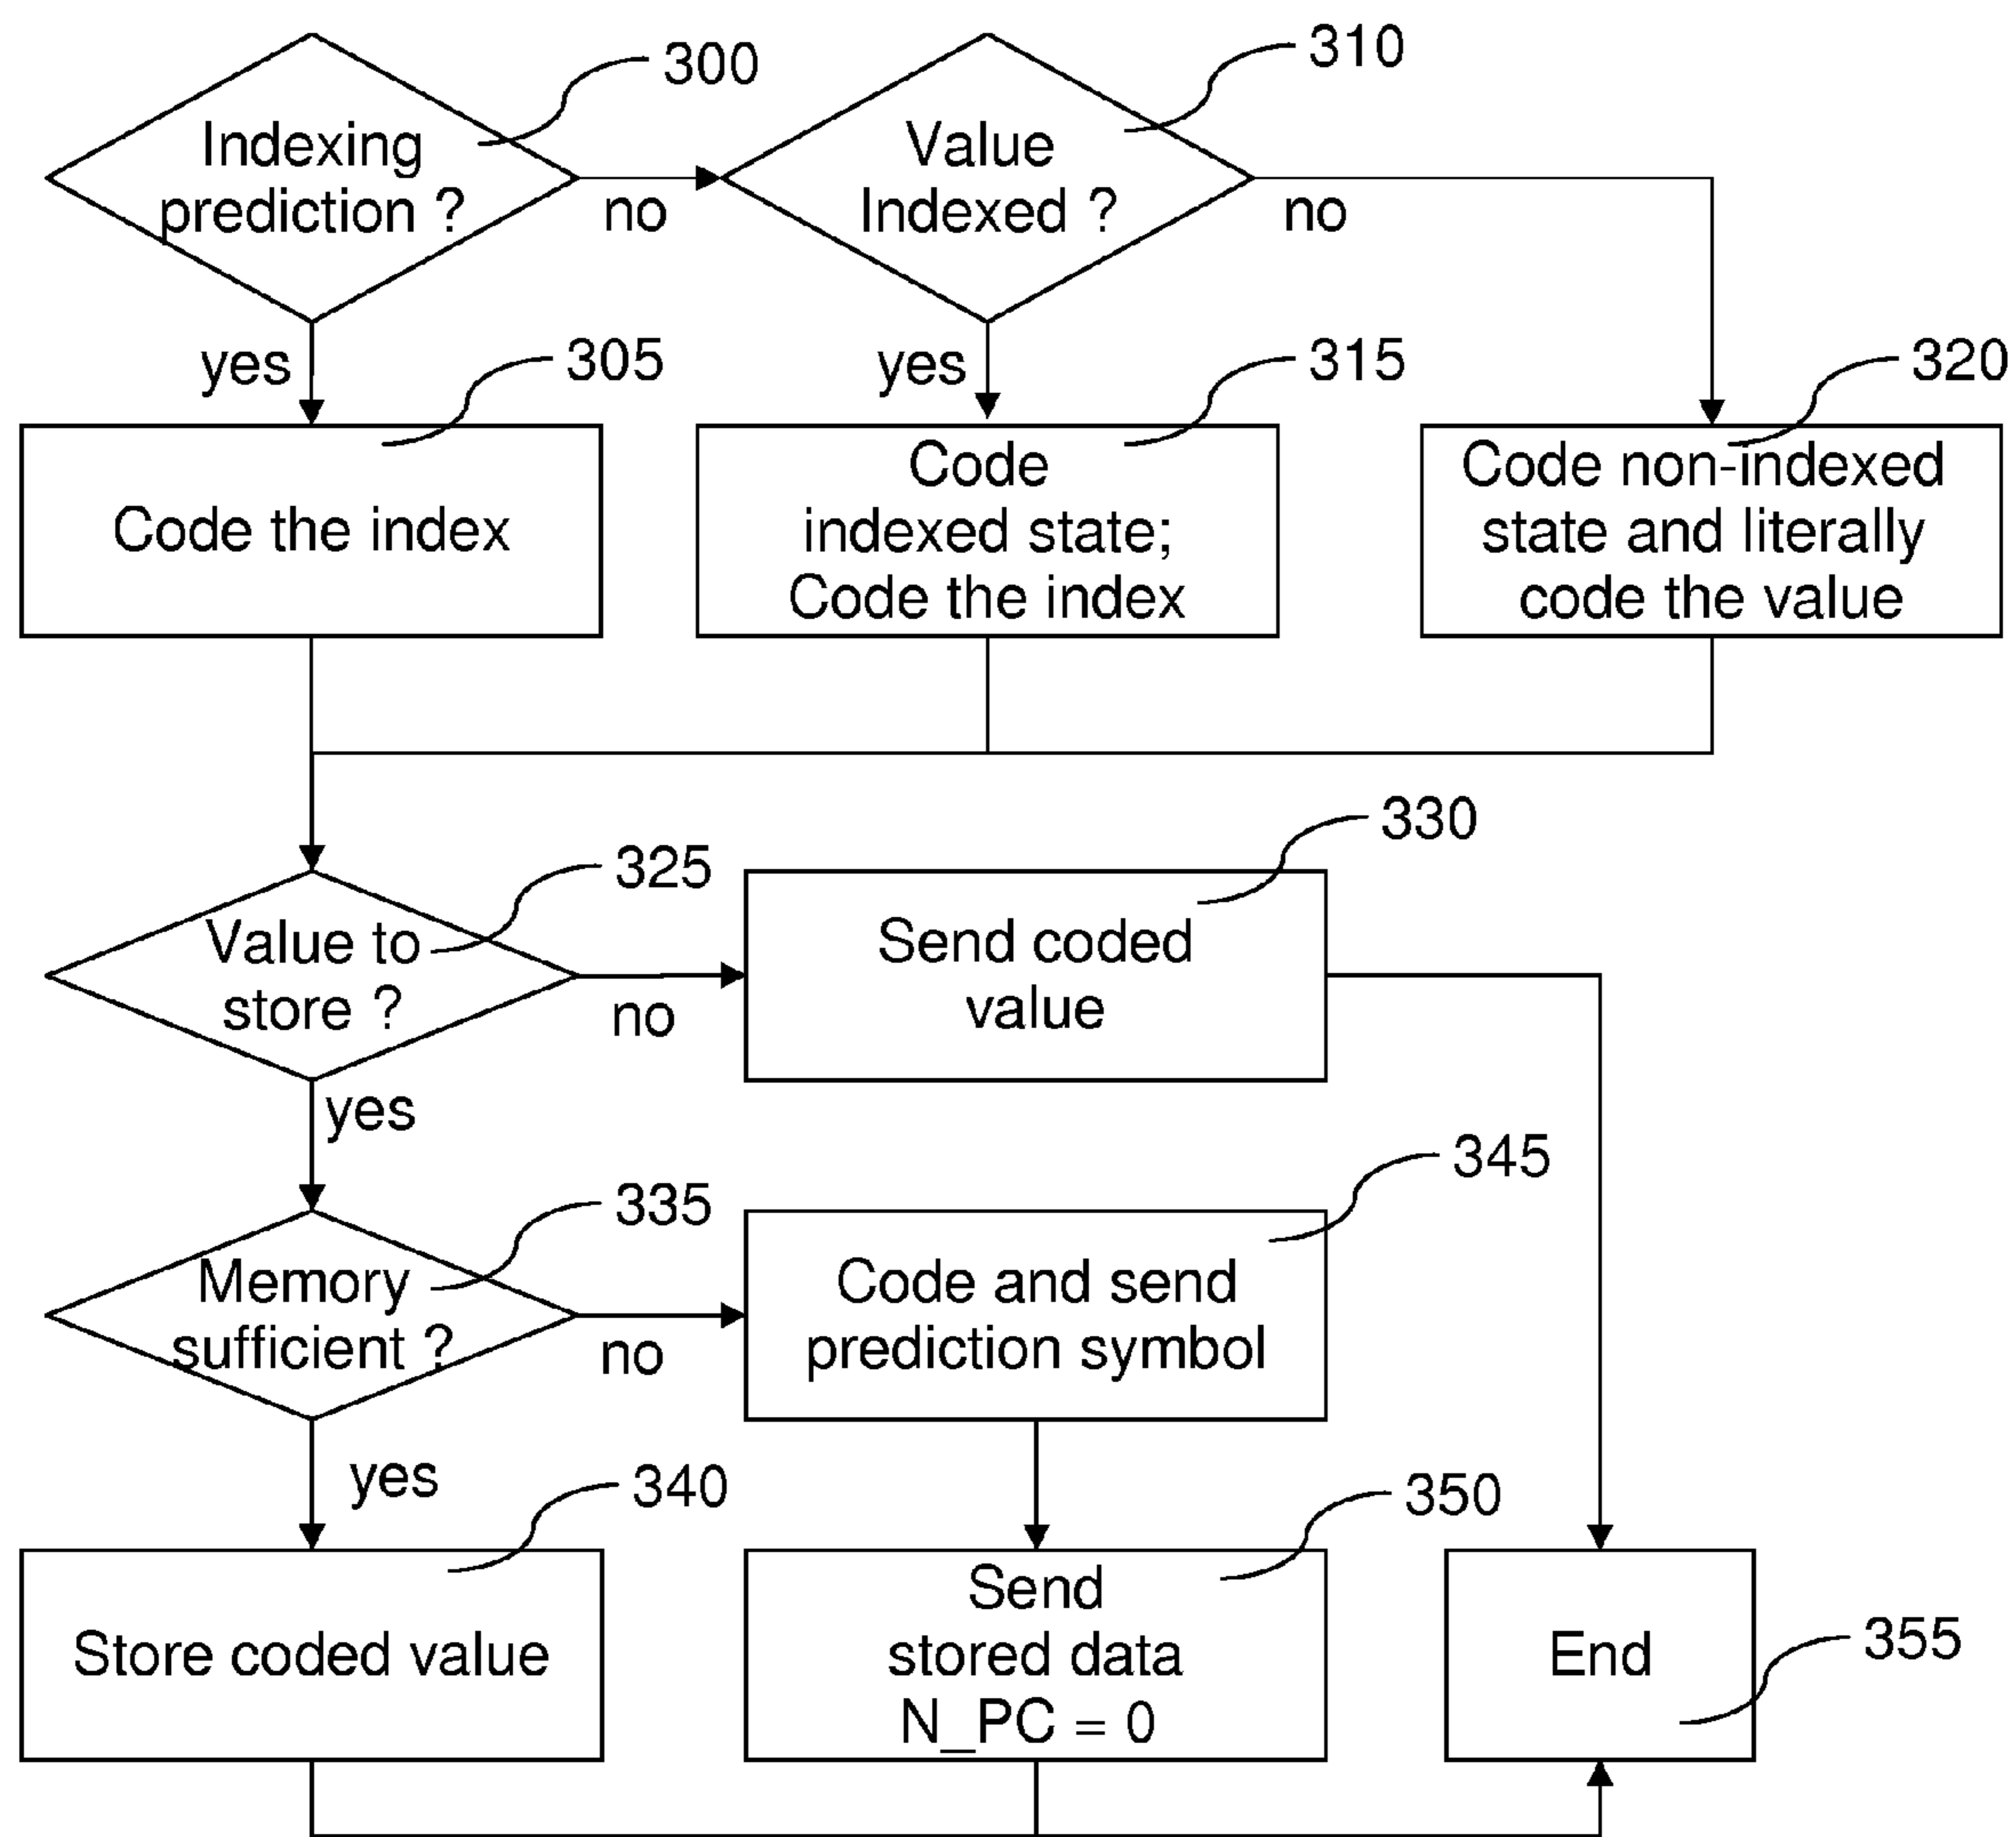 300
310
Indexing
prediction ?
no
Value
Indexed ?
no
yes
305
yes
315
320
Code the index
Code
indexed state;
Code the index
Code non-indexed
state and literally
code the value
325
330
Value to
store ?
no
Send coded
value
yes
335
345
Memory
sufficient ?
no
Code and send
prediction symbol
yes
340
350
Store coded value
Send
stored data
N_PC = 0
End
355